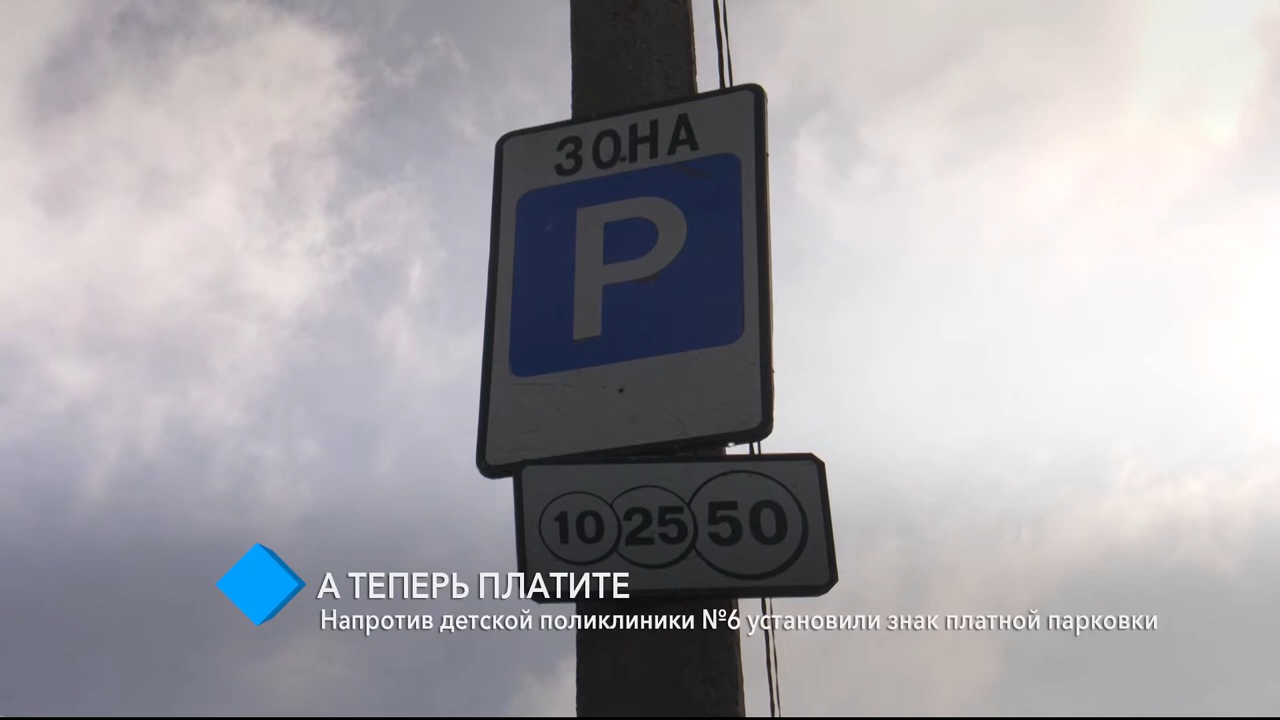 ЗОНА
P
10 25 50
А ТЕПЕРЬ ПЛАТИТЕ
Напротив детской поликлиники №6 установили знак платной парковки